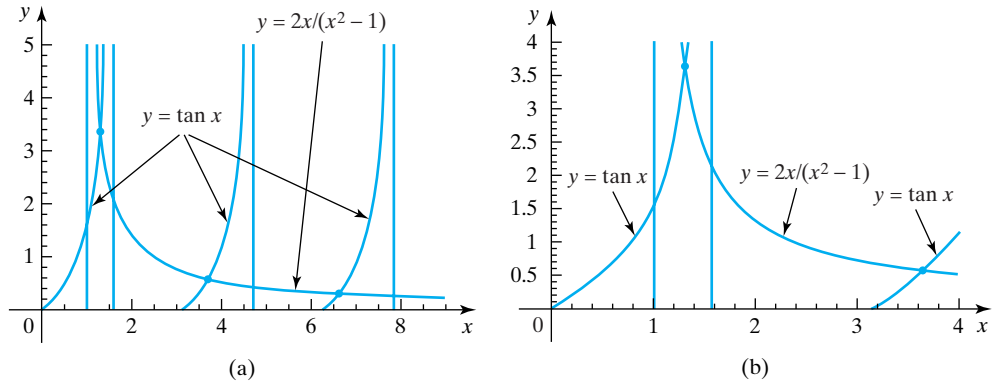 y
y = 2x/(x² − 1)
5
4
y = tan x
3
2
1
0
2
4
6
8
x
(a)
y
4
3.5
3
2.5
2
y = tan x
y = 2x/(x² − 1)
1.5
y = tan x
1
0.5
0
1
2
3
4
x
(b)